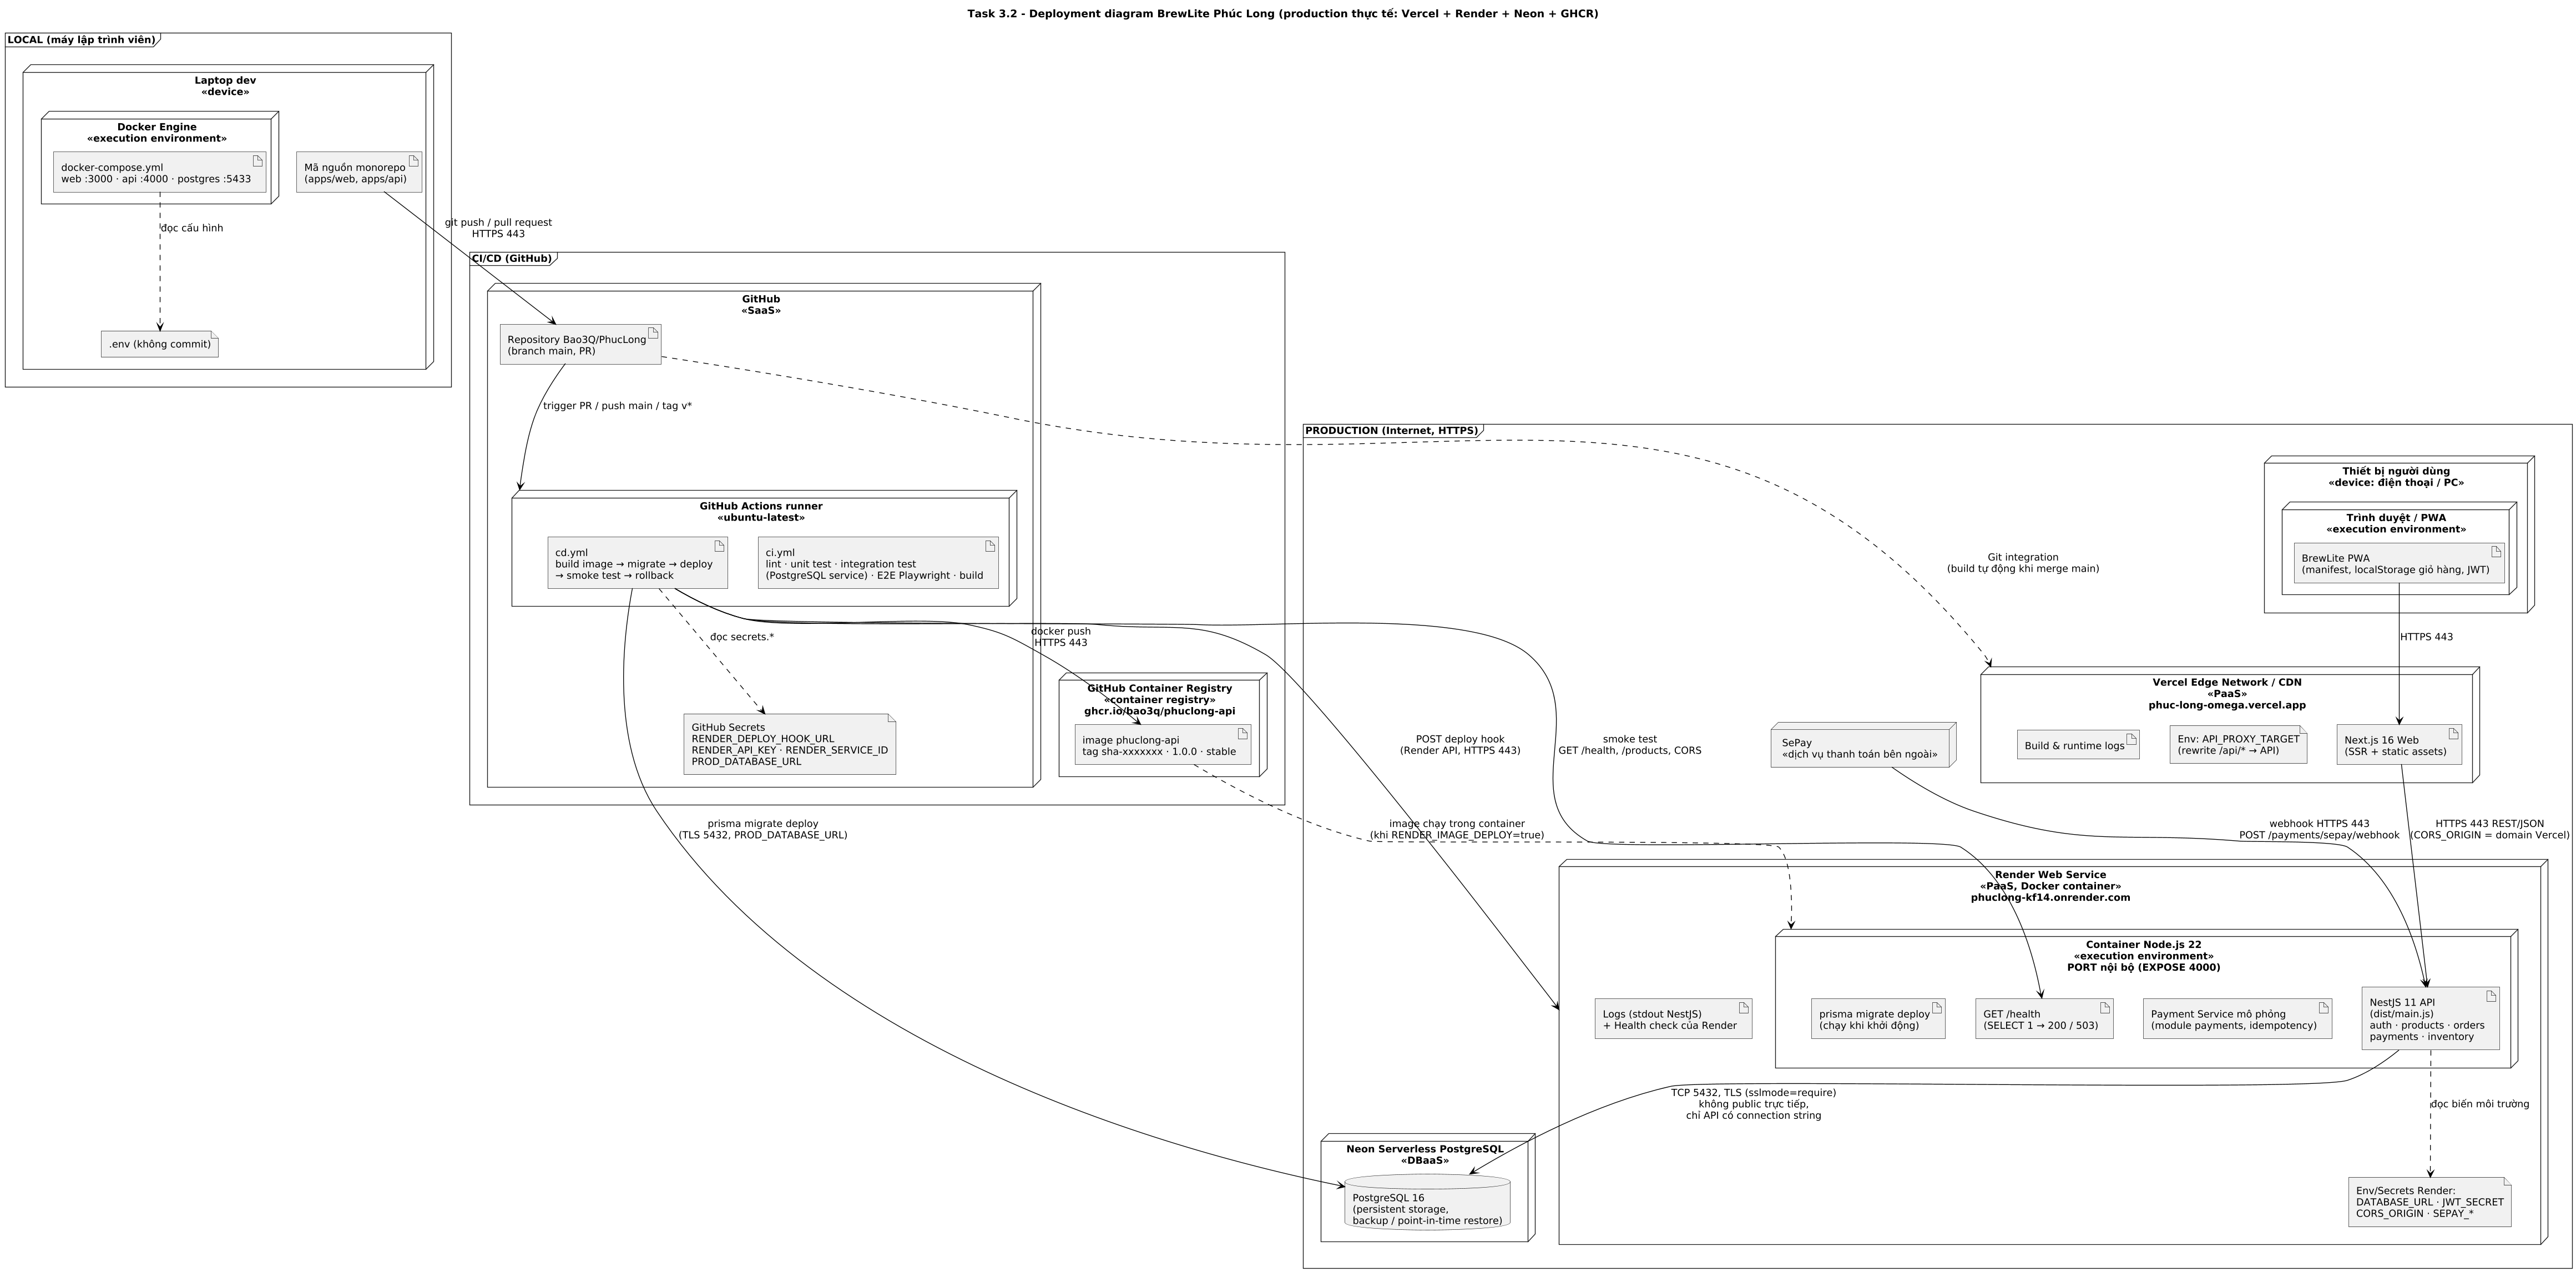 Task 3.2 - Deployment diagram BrewLite Phúc Long (production thực tế: Vercel + Render + Neon + GHCR)
LOCAL (máy lập trình viên)
Laptop dev
«device»
Docker Engine
«execution environment»
docker-compose.yml
web :3000 · api :4000 · postgres :5433
Mã nguồn monorepo
(apps/web, apps/api)
đọc cấu hình
.env (không commit)
git push / pull request
HTTPS 443
CI/CD (GitHub)
GitHub
«SaaS»
Repository Bao3Q/PhucLong
(branch main, PR)
trigger PR / push main / tag v*
GitHub Actions runner
«ubuntu-latest»
cd.yml
build image → migrate → deploy
→ smoke test → rollback
ci.yml
lint · unit test · integration test
(PostgreSQL service) · E2E Playwright · build
đọc secrets.*
docker push
HTTPS 443
GitHub Secrets
RENDER_DEPLOY_HOOK_URL
RENDER_API_KEY · RENDER_SERVICE_ID
PROD_DATABASE_URL
GitHub Container Registry
«container registry»
ghcr.io/bao3q/phuclong-api
image phuclong-api
tag sha-xxxxxxx · 1.0.0 · stable
prisma migrate deploy
(TLS 5432, PROD_DATABASE_URL)
PRODUCTION (Internet, HTTPS)
Thiết bị người dùng
«device: điện thoại / PC»
Trình duyệt / PWA
«execution environment»
BrewLite PWA
(manifest, localStorage giỏ hàng, JWT)
Git integration
(build tự động khi merge main)
HTTPS 443
Vercel Edge Network / CDN
«PaaS»
phuc-long-omega.vercel.app
Build & runtime logs
Env: API_PROXY_TARGET
(rewrite /api/* → API)
Next.js 16 Web
(SSR + static assets)
SePay
«dịch vụ thanh toán bên ngoài»
POST deploy hook
(Render API, HTTPS 443)
smoke test
GET /health, /products, CORS
image chạy trong container
(khi RENDER_IMAGE_DEPLOY=true)
webhook HTTPS 443
POST /payments/sepay/webhook
HTTPS 443 REST/JSON
(CORS_ORIGIN = domain Vercel)
Render Web Service
«PaaS, Docker container»
phuclong-kf14.onrender.com
Container Node.js 22
«execution environment»
PORT nội bộ (EXPOSE 4000)
Logs (stdout NestJS)
+ Health check của Render
prisma migrate deploy
(chạy khi khởi động)
GET /health
(SELECT 1 → 200 / 503)
Payment Service mô phỏng
(module payments, idempotency)
NestJS 11 API
(dist/main.js)
auth · products · orders
payments · inventory
TCP 5432, TLS (sslmode=require)
không public trực tiếp,
chỉ API có connection string
đọc biến môi trường
Neon Serverless PostgreSQL
«DBaaS»
PostgreSQL 16
(persistent storage,
backup / point-in-time restore)
Env/Secrets Render:
DATABASE_URL · JWT_SECRET
CORS_ORIGIN · SEPAY_*